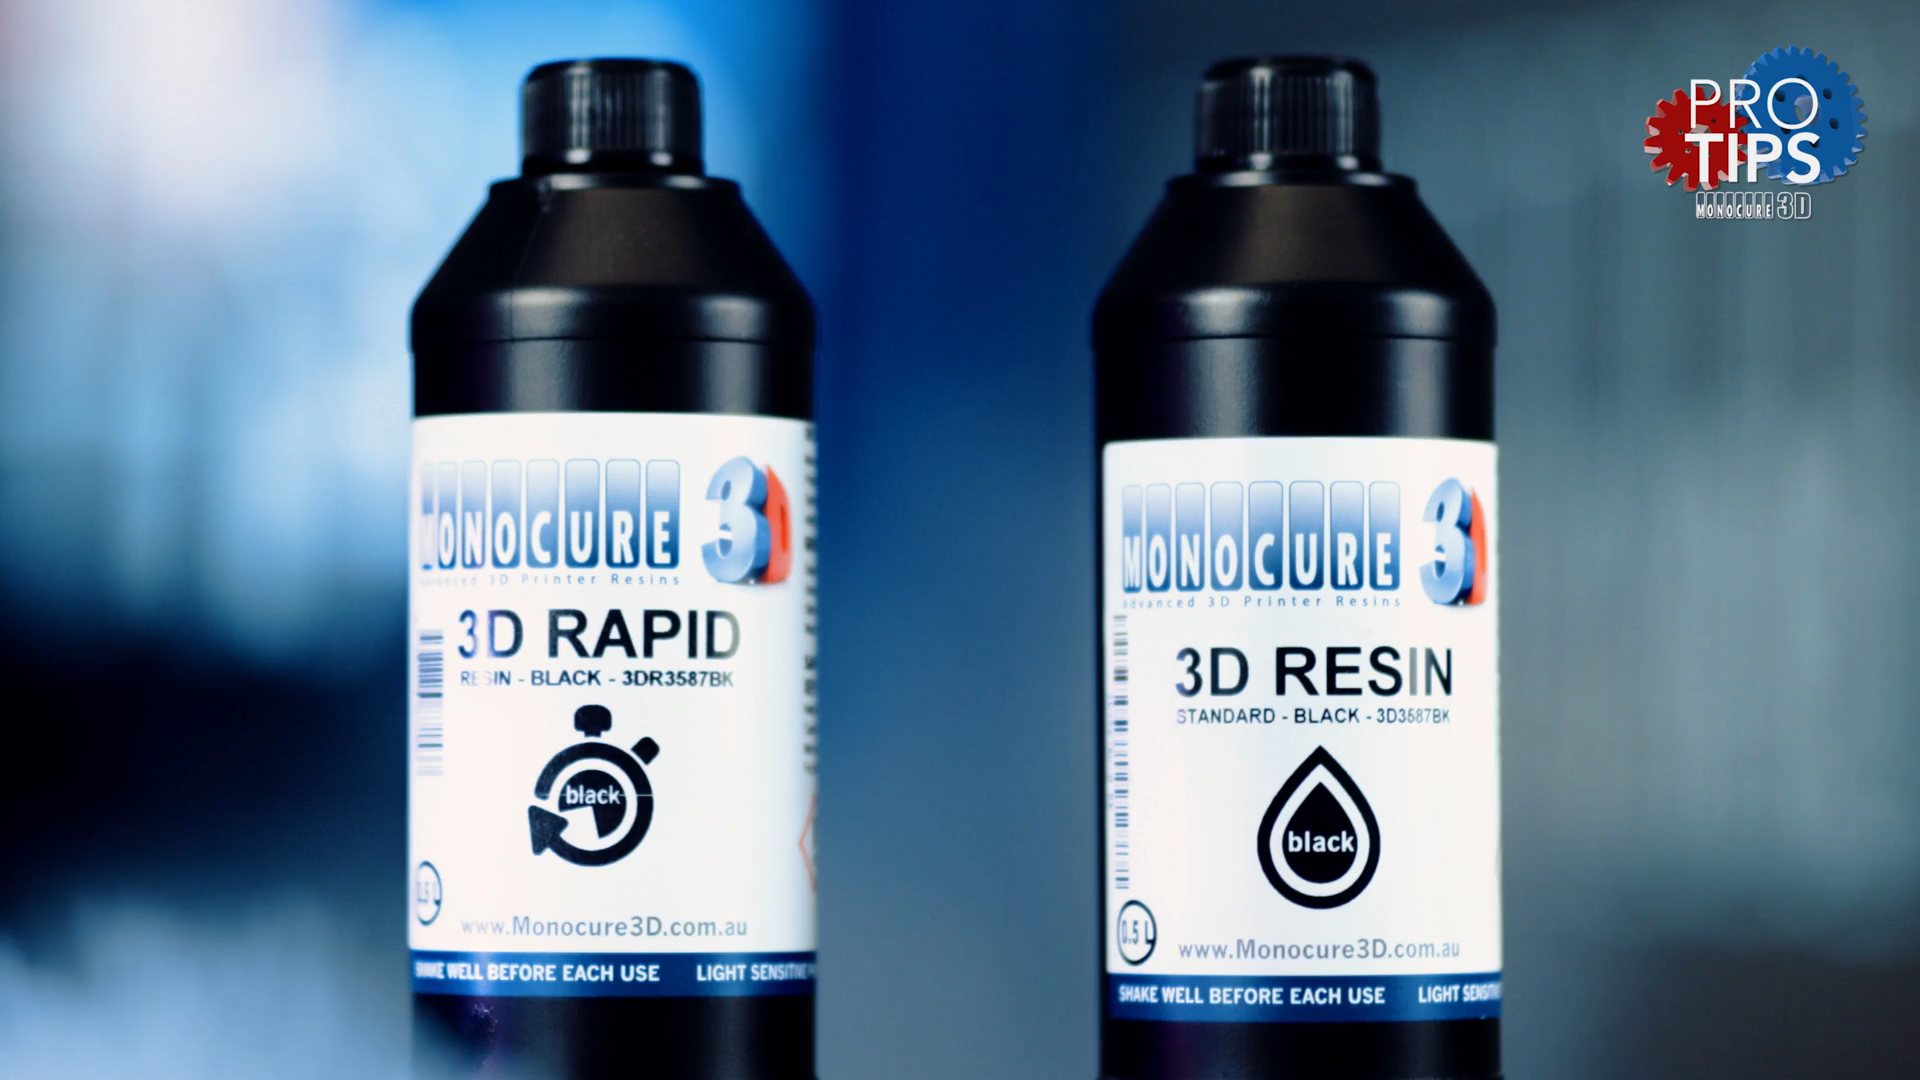 PRO
TIPS
MONOCURE 3D
MONOCURE 3D
Advanced 3D Printer Resins
3D RAPID
RESIN - BLACK - 3DR3587BK
black
0.5 L
www.Monocure3D.com.au
SHAKE WELL BEFORE EACH USE LIGHT SENSITIVE
MONOCURE 3D
Advanced 3D Printer Resins
3D RESIN
STANDARD - BLACK - 3D3587BK
black
0.5 L
www.Monocure3D.com.au
SHAKE WELL BEFORE EACH USE LIGHT SENSITIV